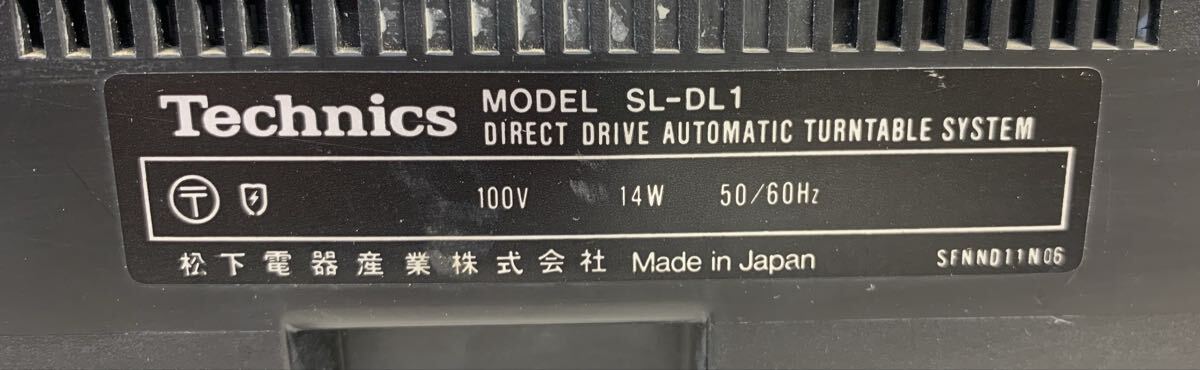 Technics MODEL SL-DL1
DIRECT DRIVE AUTOMATIC TURNTABLE SYSTEM
〒 100V 14W 50/60Hz
松下電器産業株式会社 Made in Japan SFNND11N06